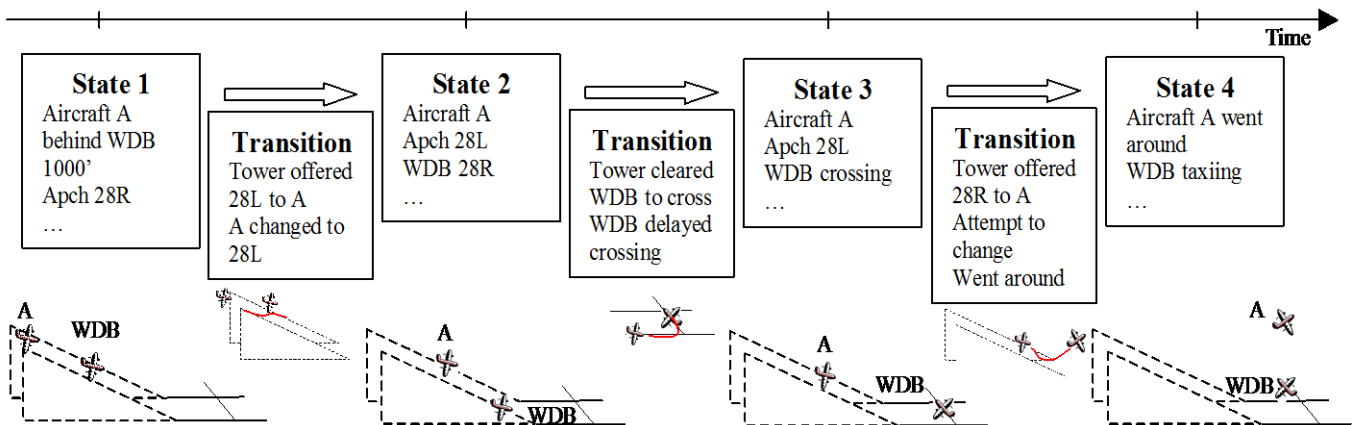 Time
State 1
Aircraft A
behind WDB
1000’
Apch 28R
…
Transition
Tower offered
28L to A
A changed to
28L
State 2
Aircraft A
Apch 28L
WDB 28R
…
Transition
Tower cleared
WDB to cross
WDB delayed
crossing
State 3
Aircraft A
Apch 28L
WDB crossing
…
Transition
Tower offered
28R to A
Attempt to
change
Went around
State 4
Aircraft A went
around
WDB taxiing
…
A
WDB
A
WDB
A
WDB
A
WDB